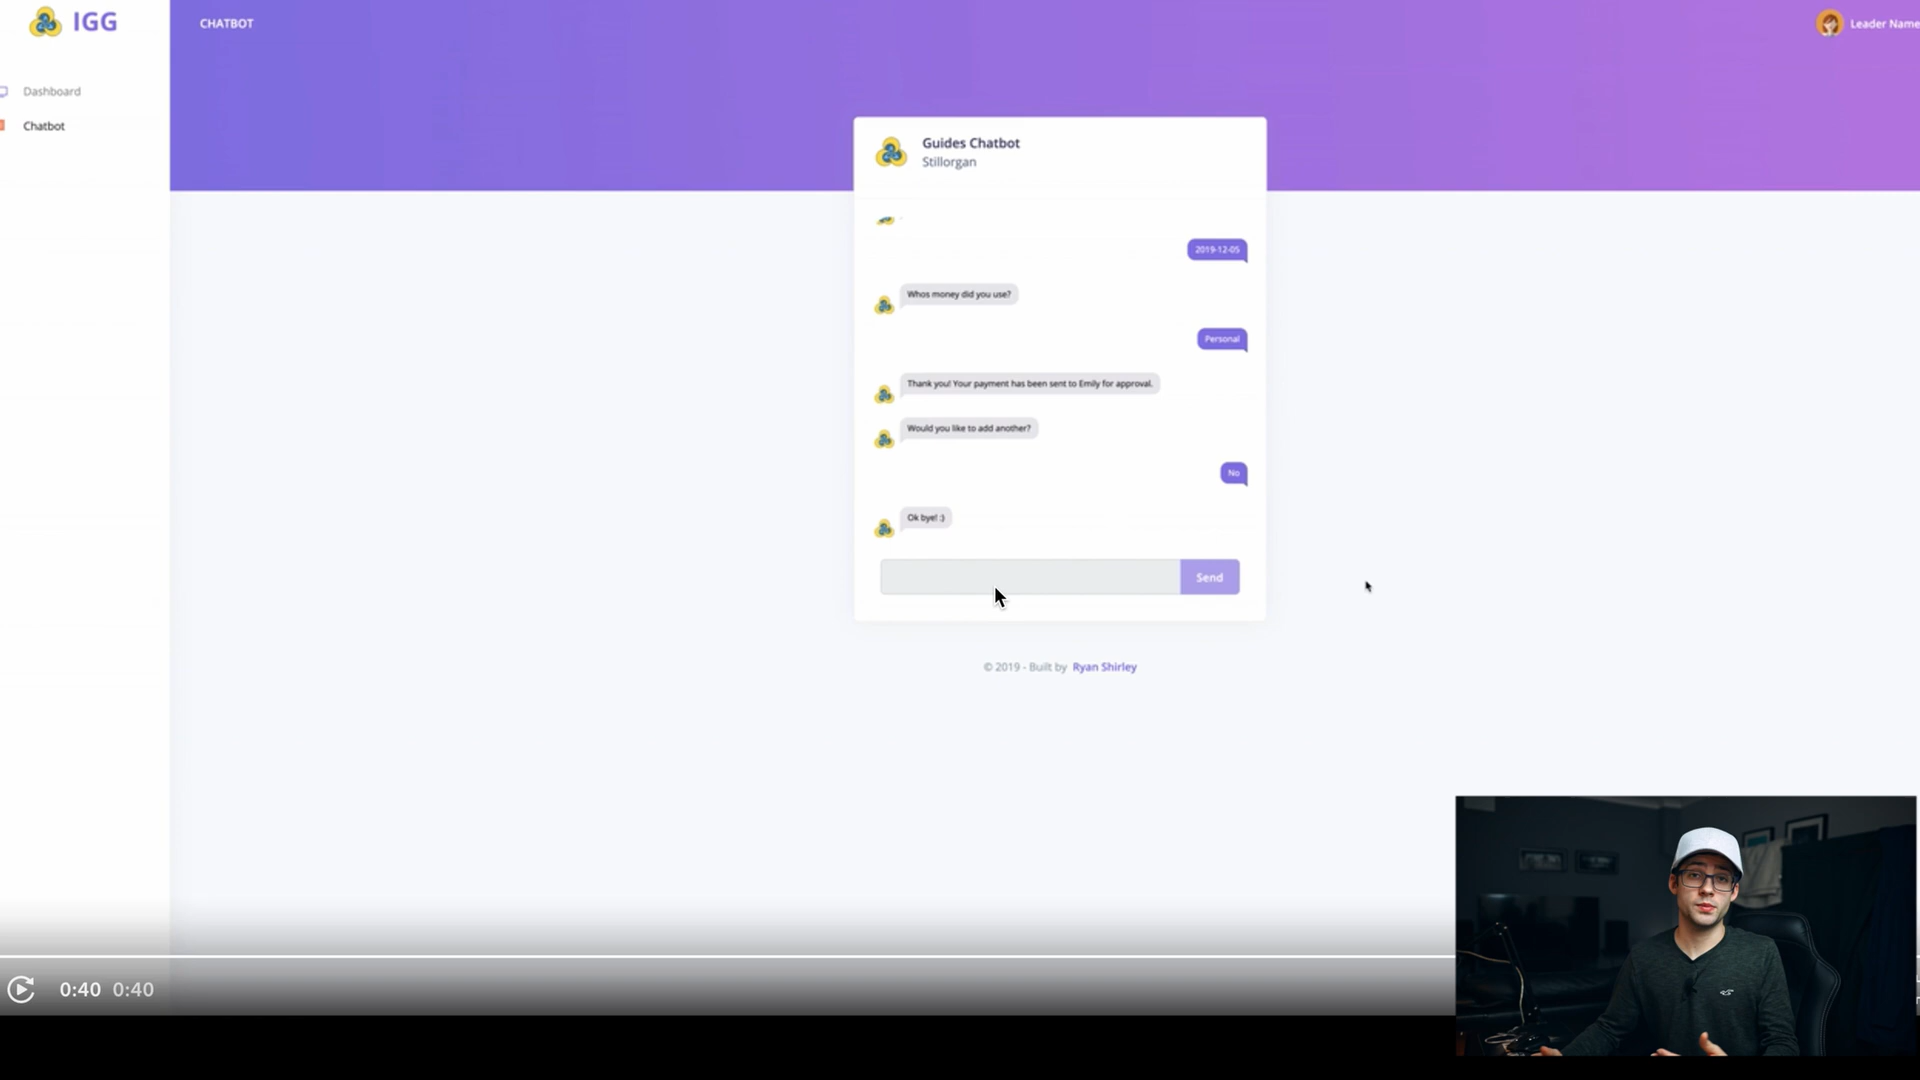 IGG
CHATBOT
Leader Name
Dashboard
Chatbot
Guides Chatbot
Stillorgan
2019-12-05
Whos money did you use?
Personal
Thank you! Your payment has been sent to Emily for approval.
Would you like to add another?
No
Ok bye! :)
Send
© 2019 - Built by Ryan Shirley
0:40 0:40